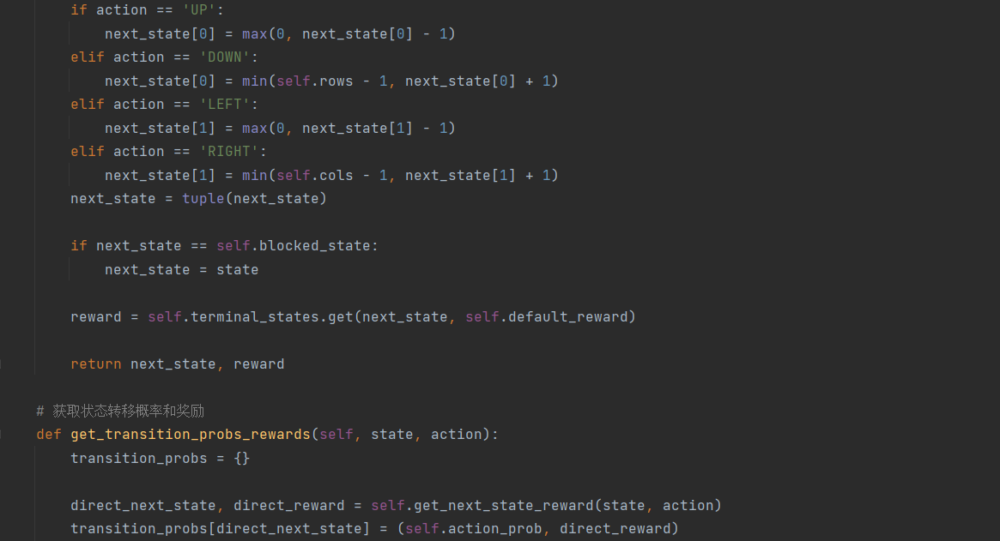 if action == 'UP':
next_state[0] = max(0, next_state[0] - 1)
elif action == 'DOWN':
next_state[0] = min(self.rows - 1, next_state[0] + 1)
elif action == 'LEFT':
next_state[1] = max(0, next_state[1] - 1)
elif action == 'RIGHT':
next_state[1] = min(self.cols - 1, next_state[1] + 1)
next_state = tuple(next_state)
if next_state == self.blocked_state:
next_state = state
reward = self.terminal_states.get(next_state, self.default_reward)
return next_state, reward
# 获取状态转移概率和奖励
def get_transition_probs_rewards(self, state, action):
transition_probs = {}
direct_next_state, direct_reward = self.get_next_state_reward(state, action)
transition_probs[direct_next_state] = (self.action_prob, direct_reward)